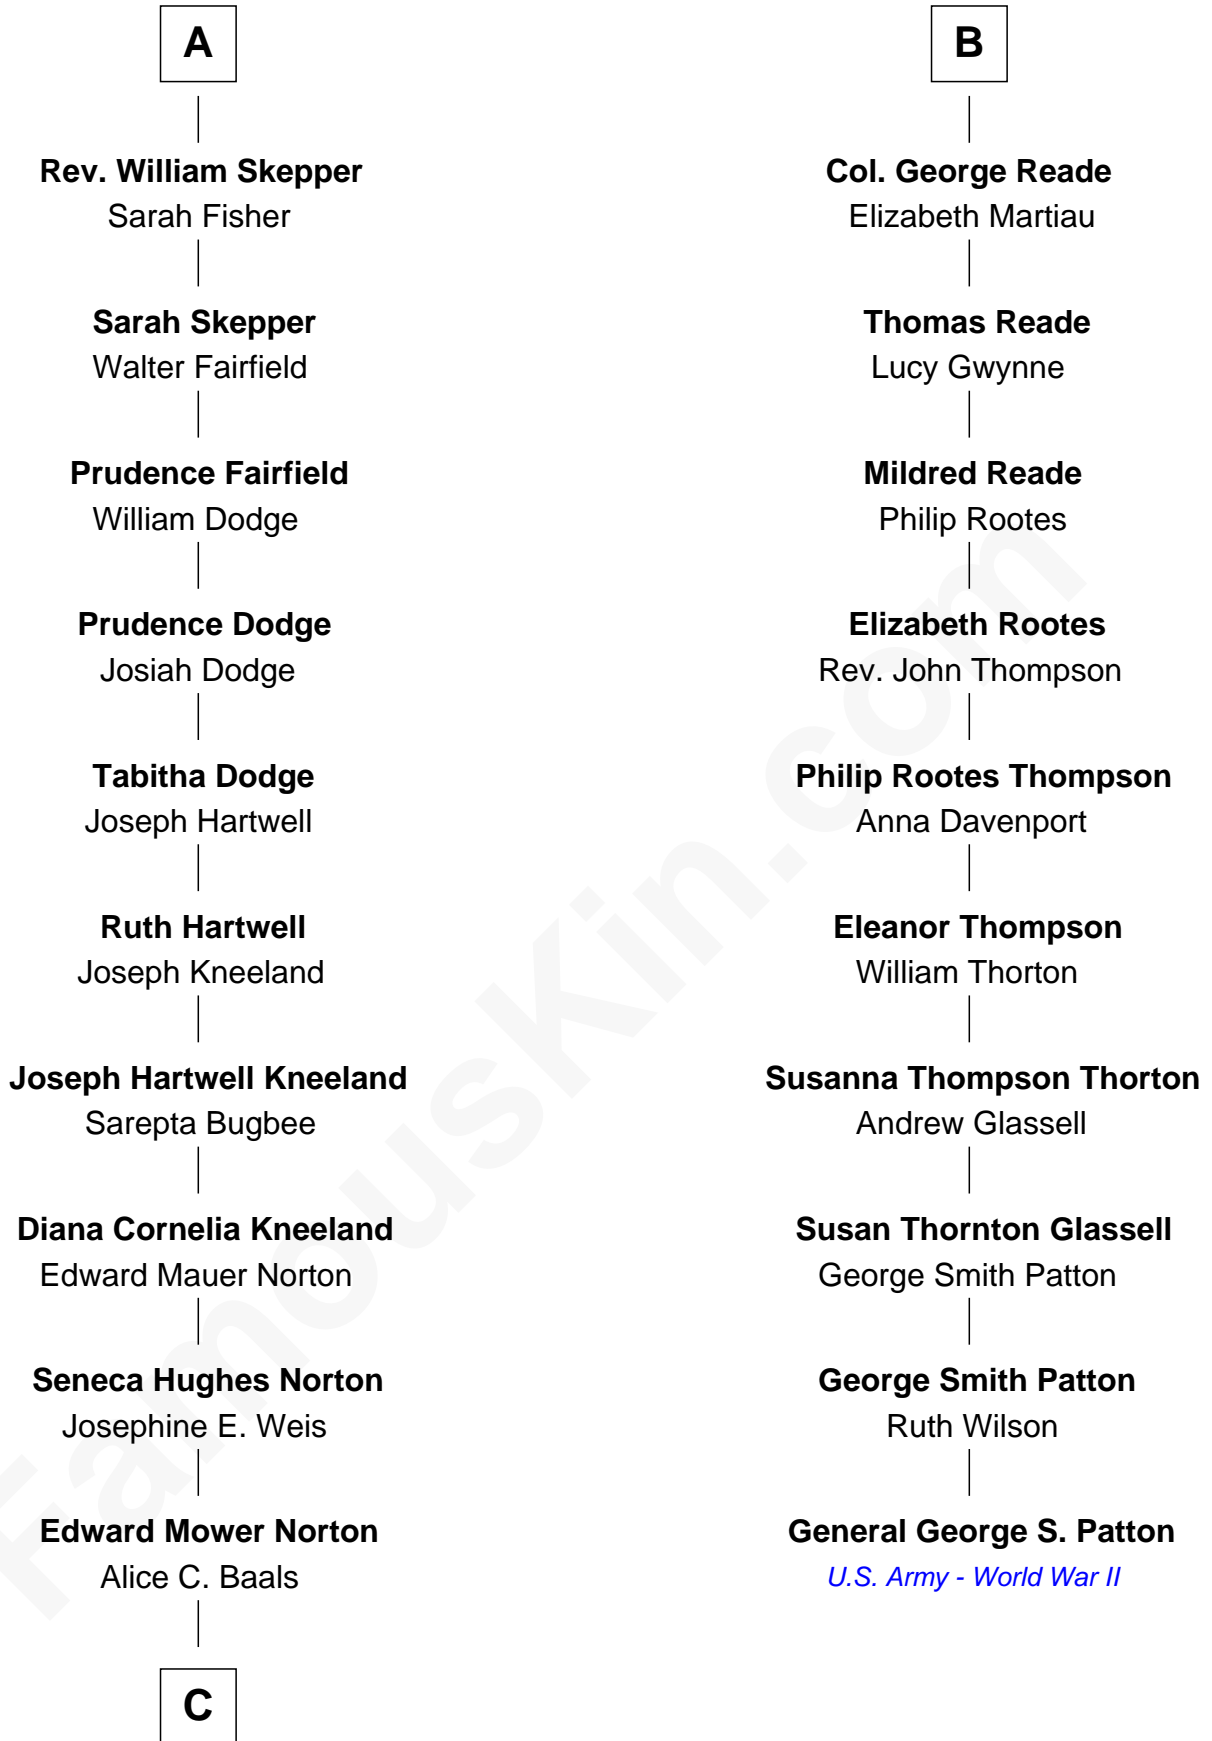 A
Rev. William Skepper
Sarah Fisher
Sarah Skepper
Walter Fairfield
Prudence Fairfield
William Dodge
Prudence Dodge
Josiah Dodge
Tabitha Dodge
Joseph Hartwell
Ruth Hartwell
Joseph Kneeland
Joseph Hartwell Kneeland
Sarepta Bugbee
Diana Cornelia Kneeland
Edward Mauer Norton
Seneca Hughes Norton
Josephine E. Weis
Edward Mower Norton
Alice C. Baals
C
B
Col. George Reade
Elizabeth Martiau
Thomas Reade
Lucy Gwynne
Mildred Reade
Philip Rootes
Elizabeth Rootes
Rev. John Thompson
Philip Rootes Thompson
Anna Davenport
Eleanor Thompson
William Thorton
Susanna Thompson Thorton
Andrew Glassell
Susan Thornton Glassell
George Smith Patton
George Smith Patton
Ruth Wilson
General George S. Patton
U.S. Army - World War II
FamousKin.com